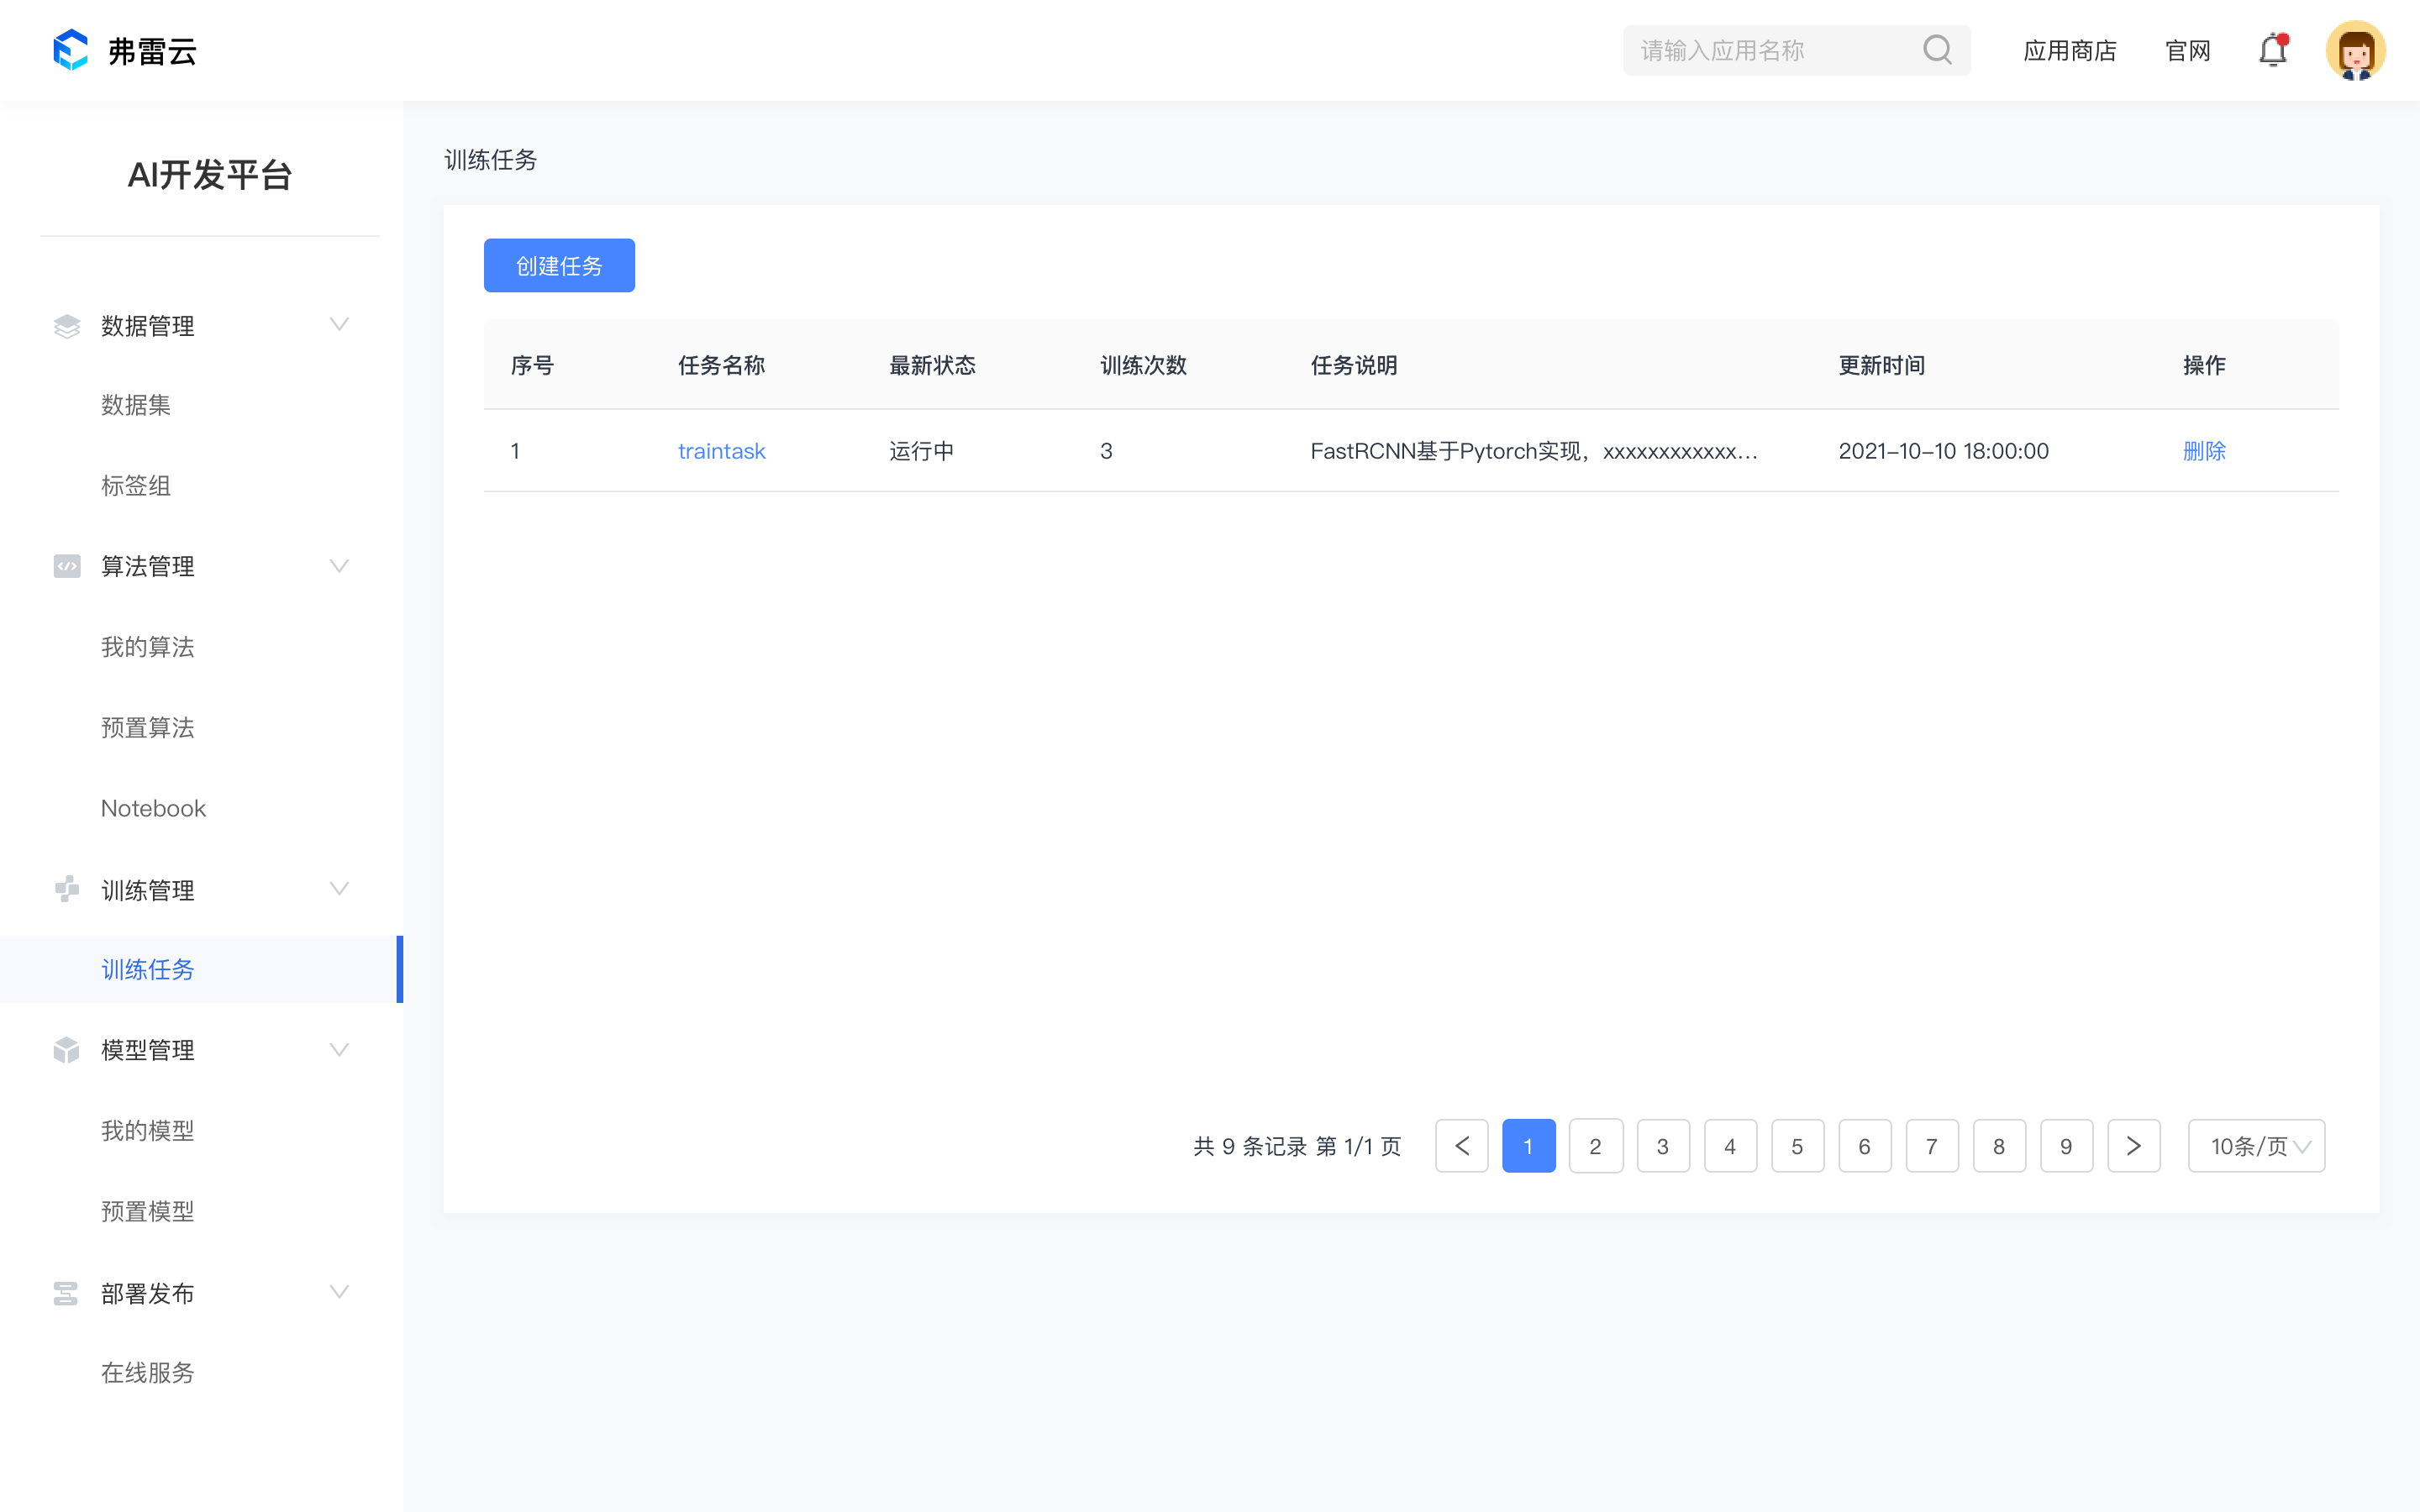 弗雷云
请输入应用名称
应用商店
官网
AI开发平台
数据管理
数据集
标签组
算法管理
我的算法
预置算法
Notebook
训练管理
训练任务
模型管理
我的模型
预置模型
部署发布
在线服务
训练任务
创建任务
序号 任务名称 最新状态 训练次数 任务说明 更新时间 操作
1 traintask 运行中 3 FastRCNN基于Pytorch实现，xxxxxxxxxxxx... 2021-10-10 18:00:00 删除
共 9 条记录 第 1/1 页 < 1 2 3 4 5 6 7 8 9 > 10条/页